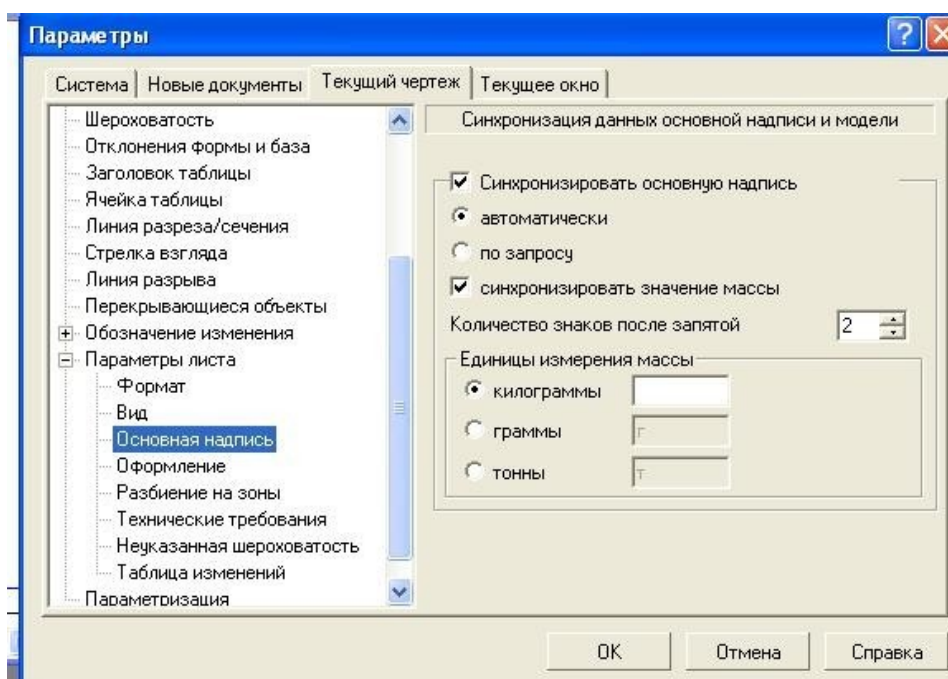 Параметры
Система Новые документы Текущий чертеж Текущее окно
Шероховатость
Отклонения формы и база
Заголовок таблицы
Ячейка таблицы
Линия разреза/сечения
Стрелка взгляда
Линия разрыва
Перекрывающиеся объекты
Обозначение изменения
Параметры листа
Формат
Вид
Основная надпись
Оформление
Разбиение на зоны
Технические требования
Неуказанная шероховатость
Таблица изменений
Параметризация
Синхронизация данных основной надписи и модели
Синхронизировать основную надпись
автоматически
по запросу
синхронизировать значение массы
Количество знаков после запятой 2
Единицы измерения массы
килограммы
граммы г
тонны т
OK Отмена Справка